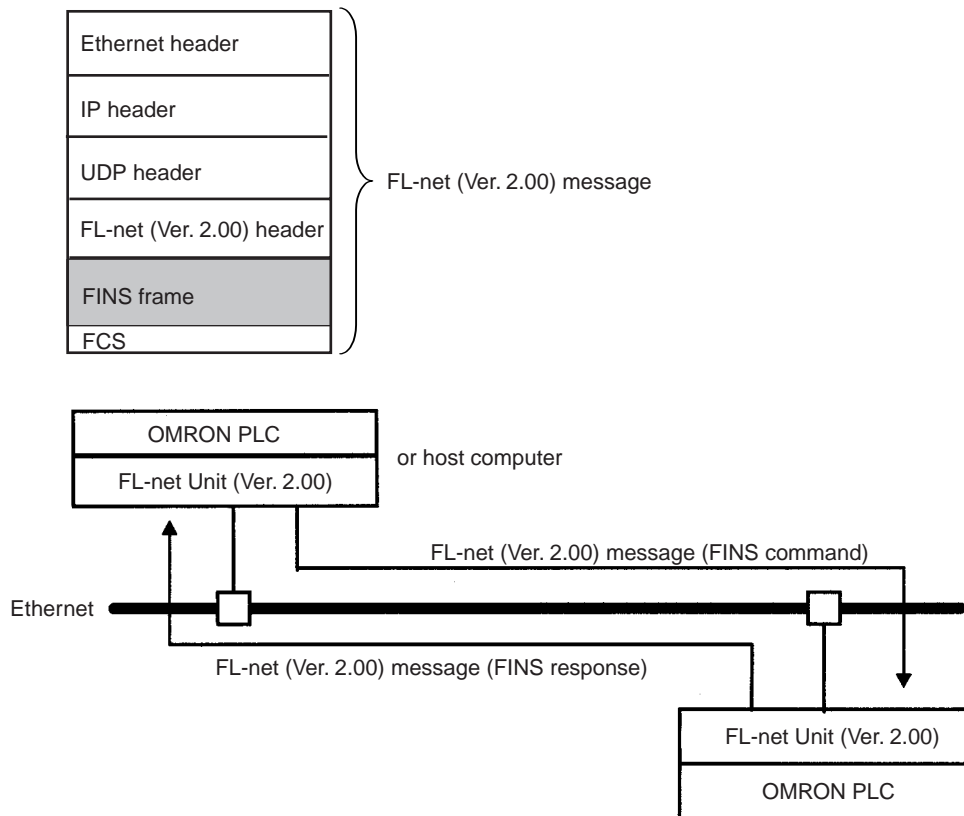 Ethernet header
IP header
UDP header
FL-net (Ver. 2.00) message
FL-net (Ver. 2.00) header
FINS frame
FCS
OMRON PLC
or host computer
FL-net Unit (Ver. 2.00)
FL-net (Ver. 2.00) message (FINS command)
Ethernet
FL-net (Ver. 2.00) message (FINS response)
FL-net Unit (Ver. 2.00)
OMRON PLC